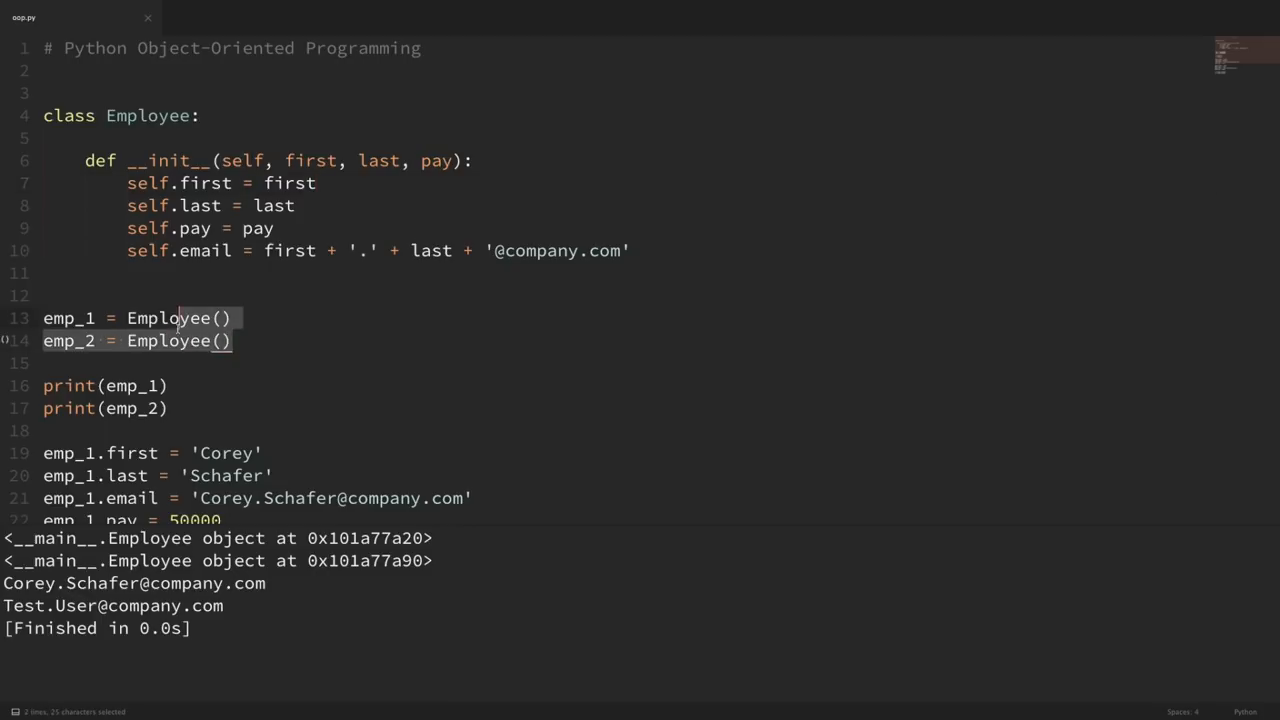 oop.py ×
1 # Python Object-Oriented Programming
2
3
4 class Employee:
5
6     def __init__(self, first, last, pay):
7         self.first = first
8         self.last = last
9         self.pay = pay
10         self.email = first + '.' + last + '@company.com'
11
12
13 emp_1 = Employee()
() 14 emp_2 = Employee()
15
16 print(emp_1)
17 print(emp_2)
18
19 emp_1.first = 'Corey'
20 emp_1.last = 'Schafer'
21 emp_1.email = 'Corey.Schafer@company.com'
22 emp_1.pay = 50000
<__main__.Employee object at 0x101a77a20>
<__main__.Employee object at 0x101a77a90>
Corey.Schafer@company.com
Test.User@company.com
[Finished in 0.0s]
2 lines, 25 characters selected Spaces: 4 Python